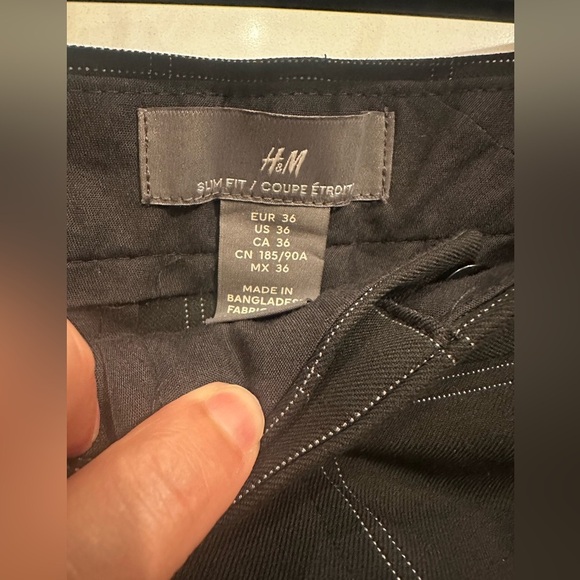 H&M
SLIM FIT / COUPE ÉTROIT
EUR 36
US 36
CA 36
CN 185/90A
MX 36
MADE IN